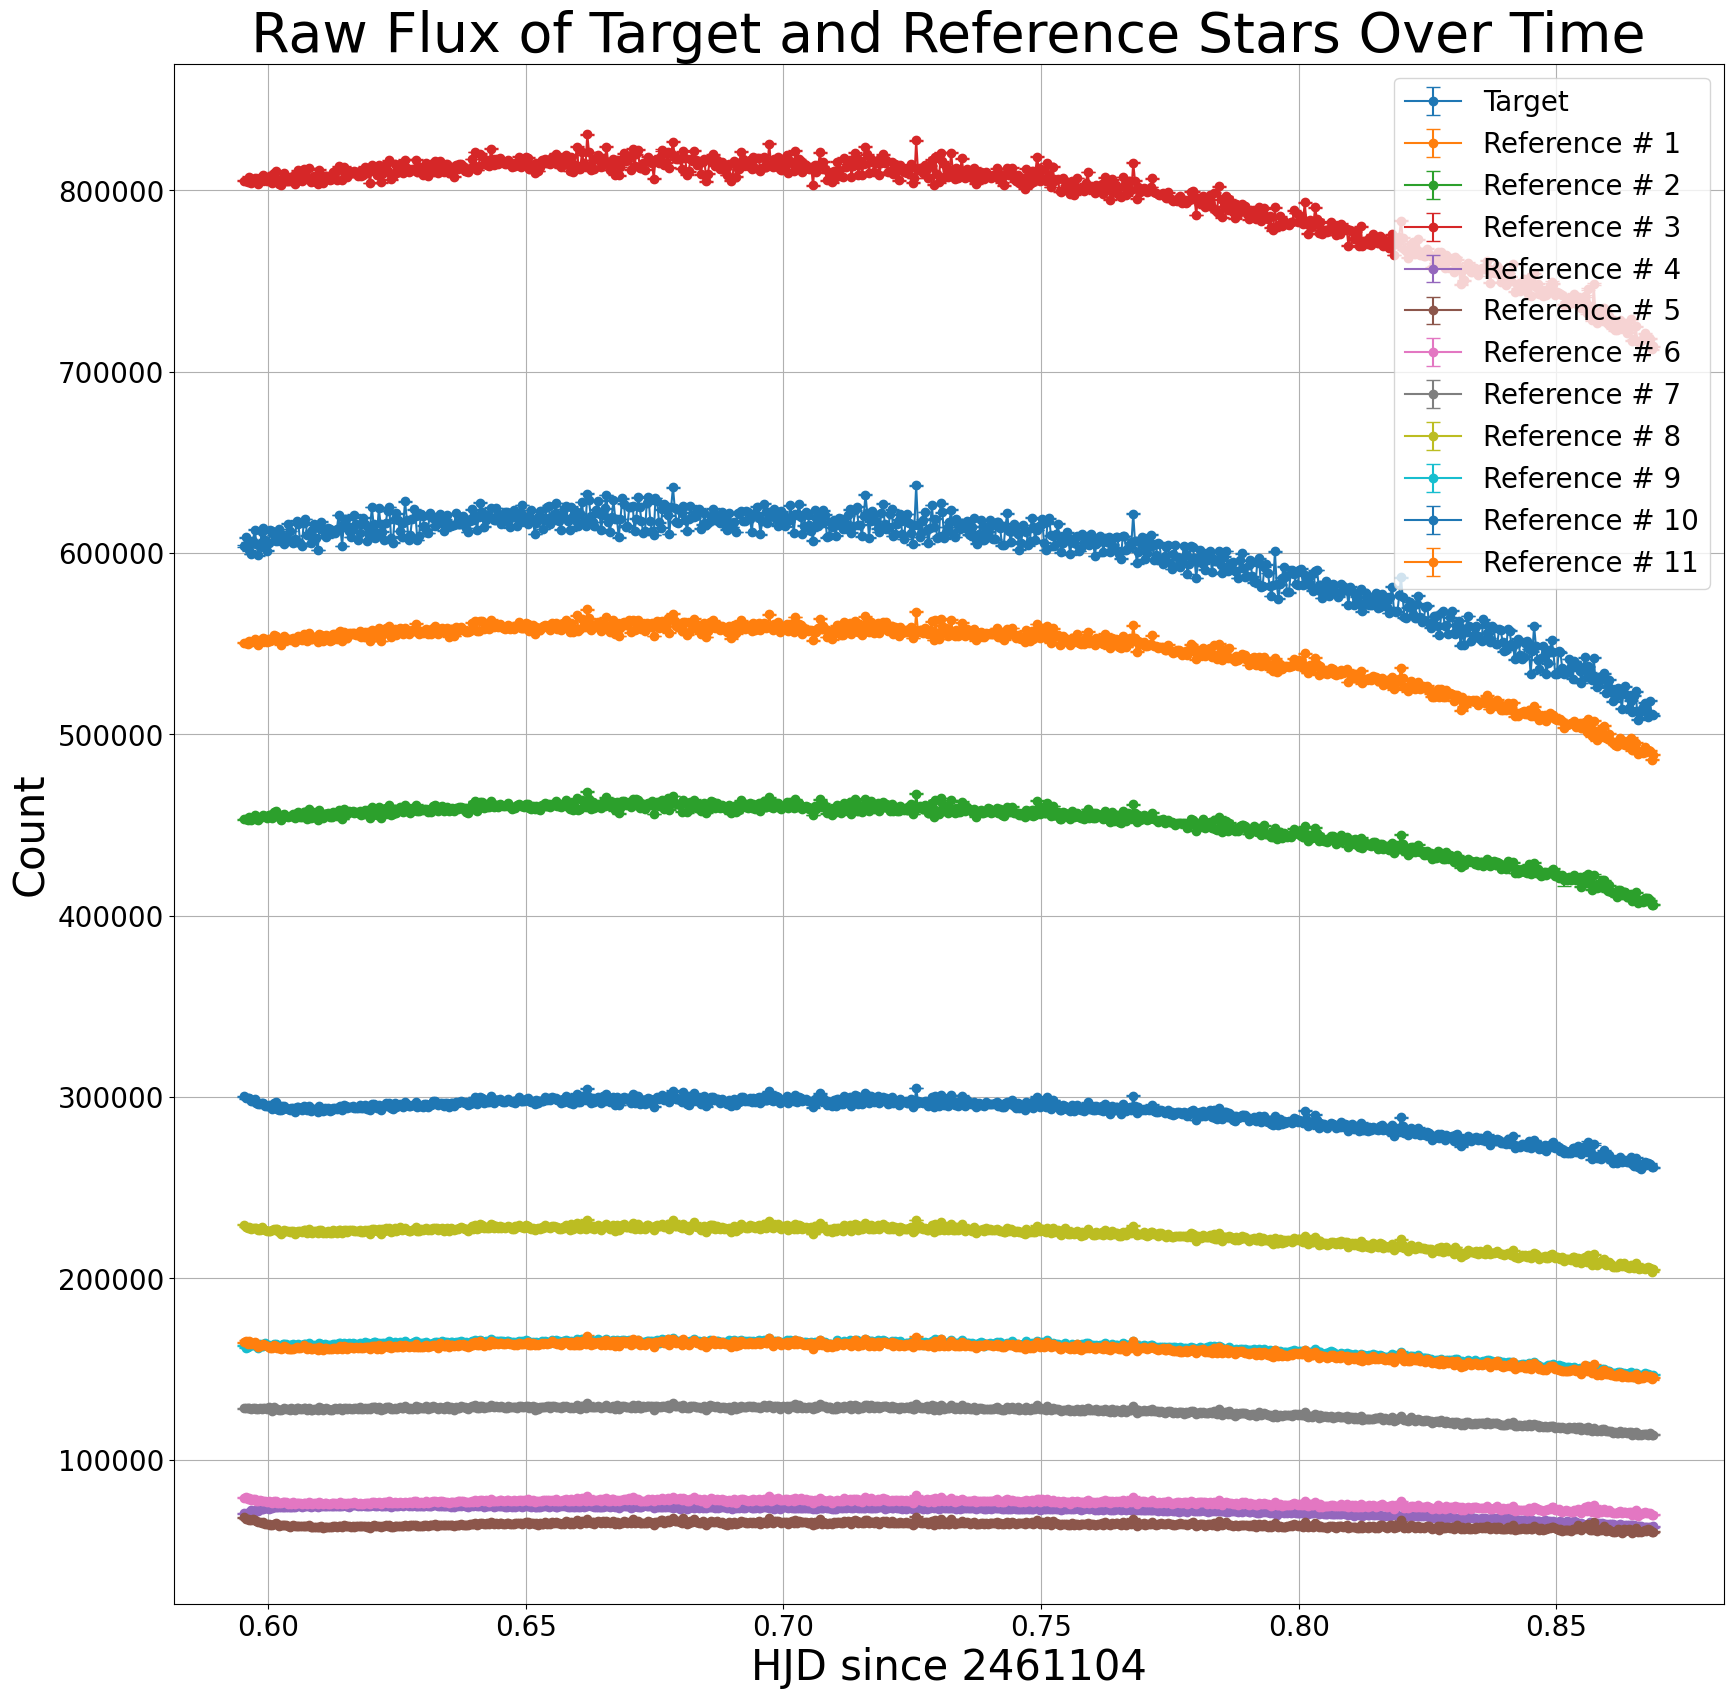 Raw Flux of Target and Reference Stars Over Time
Count
800000
700000
600000
500000
400000
300000
200000
100000
0.60 0.65 0.70 0.75 0.80 0.85
HJD since 2461104
Target
Reference # 1
Reference # 2
Reference # 3
Reference # 4
Reference # 5
Reference # 6
Reference # 7
Reference # 8
Reference # 9
Reference # 10
Reference # 11